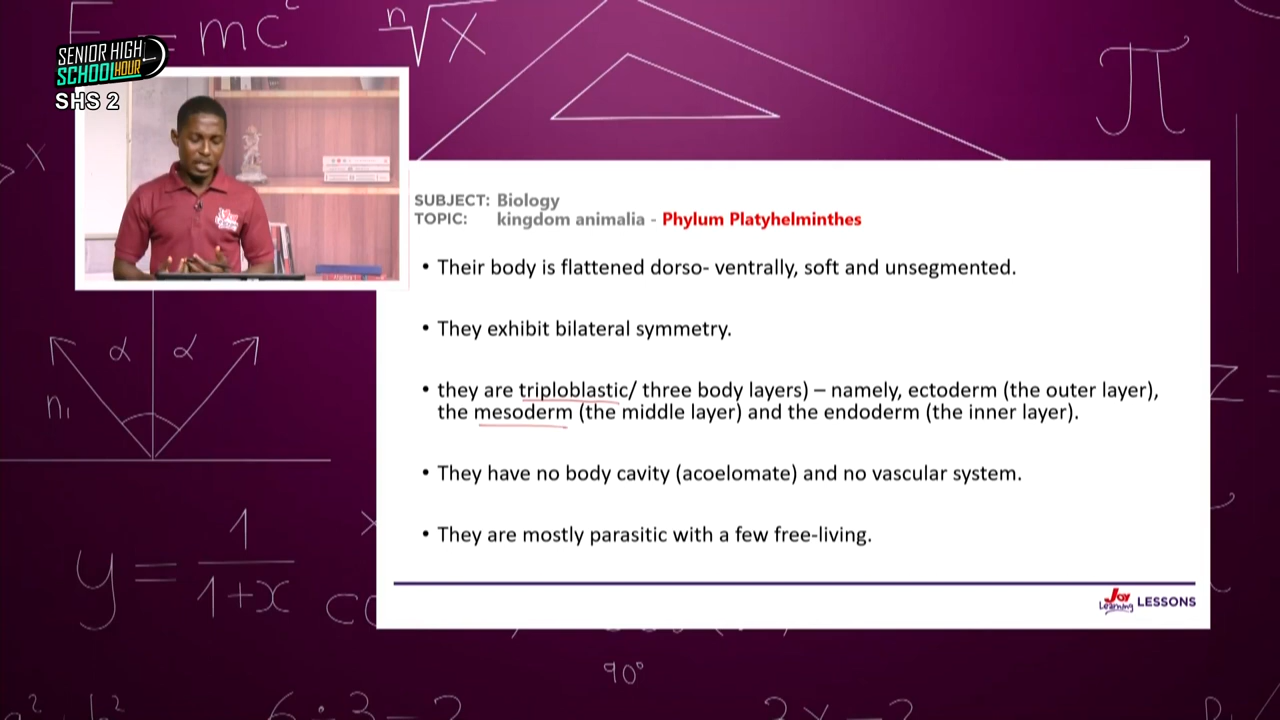 E = mc
n√x
π
SENIOR HIGH
SCHOOL HOUR
SHS 2
x
SUBJECT: Biology
TOPIC: kingdom animalia - Phylum Platyhelminthes
• Their body is flattened dorso- ventrally, soft and unsegmented.
• They exhibit bilateral symmetry.
• they are triploblastic/ three body layers) – namely, ectoderm (the outer layer),
the mesoderm (the middle layer) and the endoderm (the inner layer).
• They have no body cavity (acoelomate) and no vascular system.
• They are mostly parasitic with a few free-living.
Joy
Learning LESSONS
α α
n₁
z =
y = 1/1+x
90°